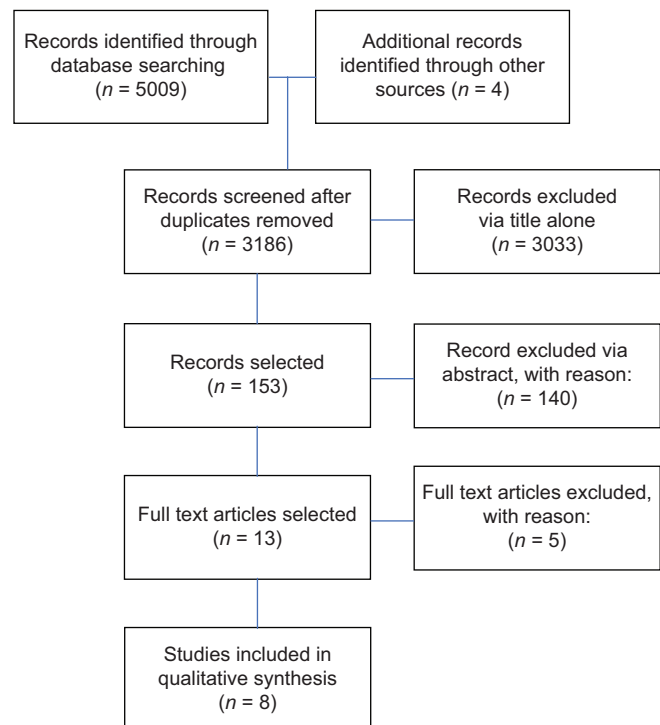 Records identified through
database searching
(n = 5009)
Additional records
identified through other
sources (n = 4)
Records screened after
duplicates removed
(n = 3186)
Records excluded
via title alone
(n = 3033)
Records selected
(n = 153)
Record excluded via
abstract, with reason:
(n = 140)
Full text articles selected
(n = 13)
Full text articles excluded,
with reason:
(n = 5)
Studies included in
qualitative synthesis
(n = 8)